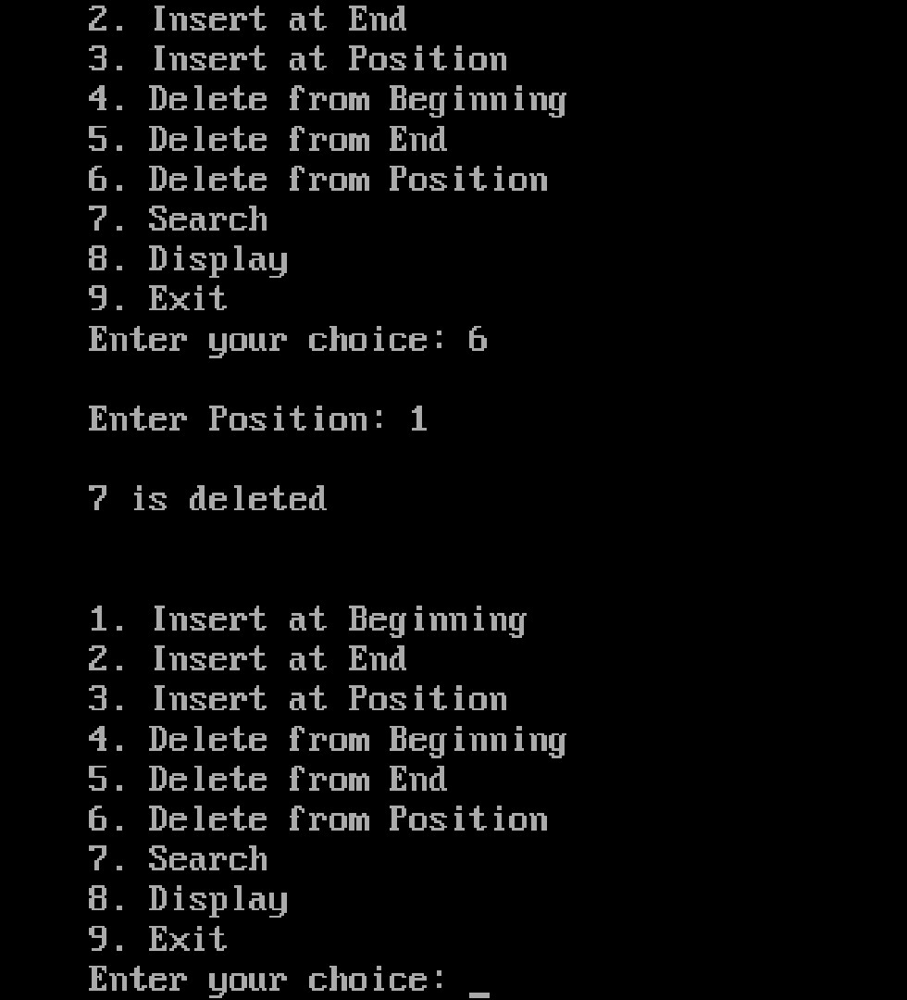 2. Insert at End
3. Insert at Position
4. Delete from Beginning
5. Delete from End
6. Delete from Position
7. Search
8. Display
9. Exit
Enter your choice: 6
Enter Position: 1
7 is deleted
1. Insert at Beginning
2. Insert at End
3. Insert at Position
4. Delete from Beginning
5. Delete from End
6. Delete from Position
7. Search
8. Display
9. Exit
Enter your choice: _